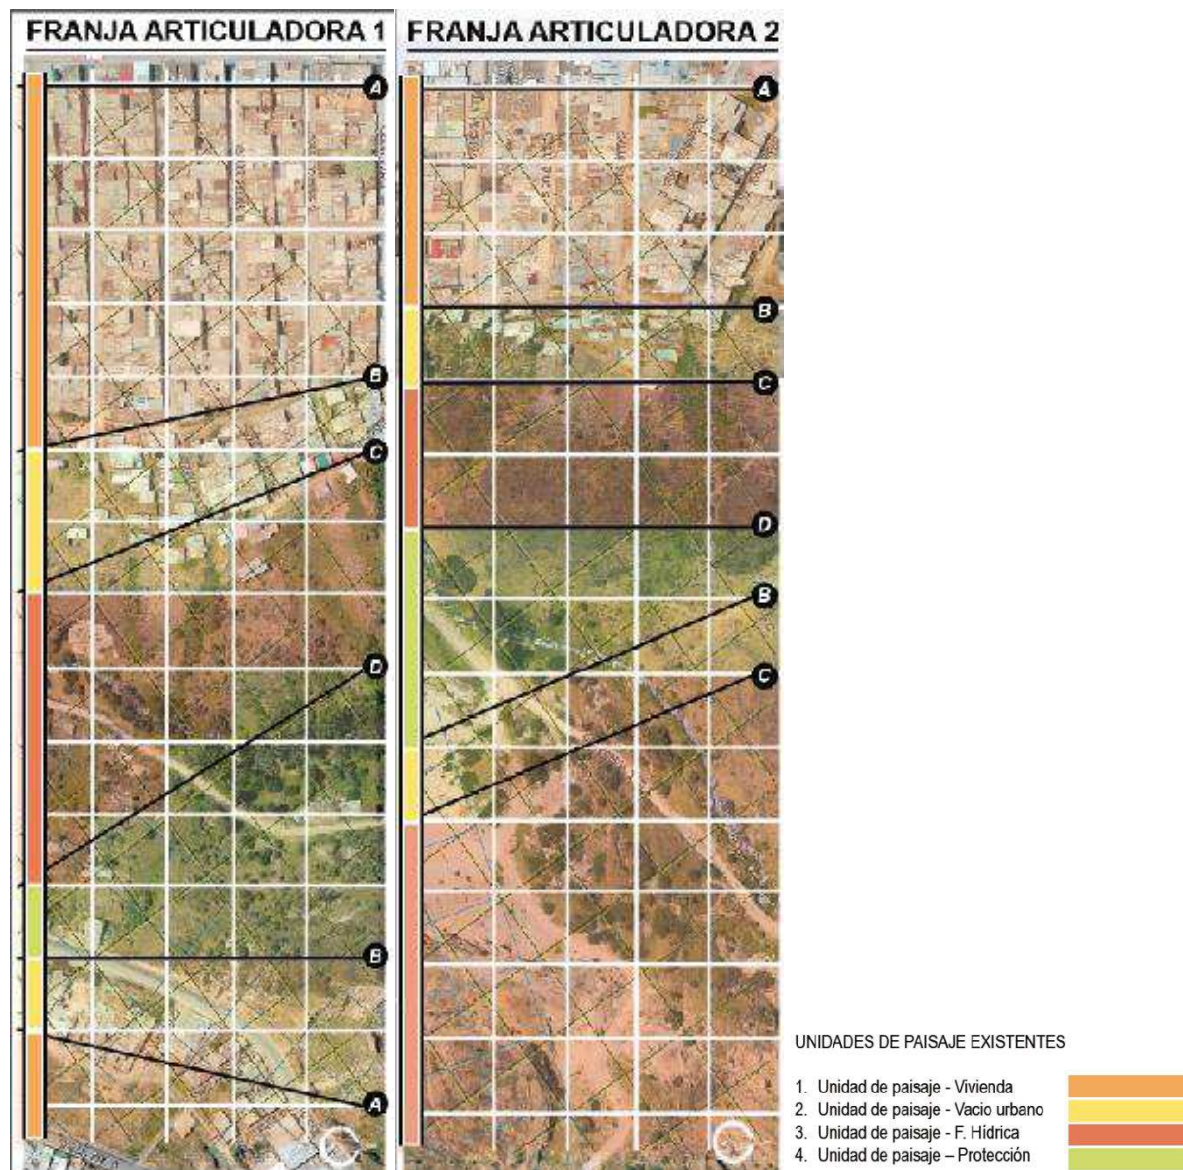 FRANJA ARTICULADORA 1
FRANJA ARTICULADORA 2
A
B
C
D
B
A
A
B
C
D
B
C
UNIDADES DE PAISAJE EXISTENTES
1. Unidad de paisaje - Vivienda
2. Unidad de paisaje - Vacio urbano
3. Unidad de paisaje - F. Hídrica
4. Unidad de paisaje – Protección